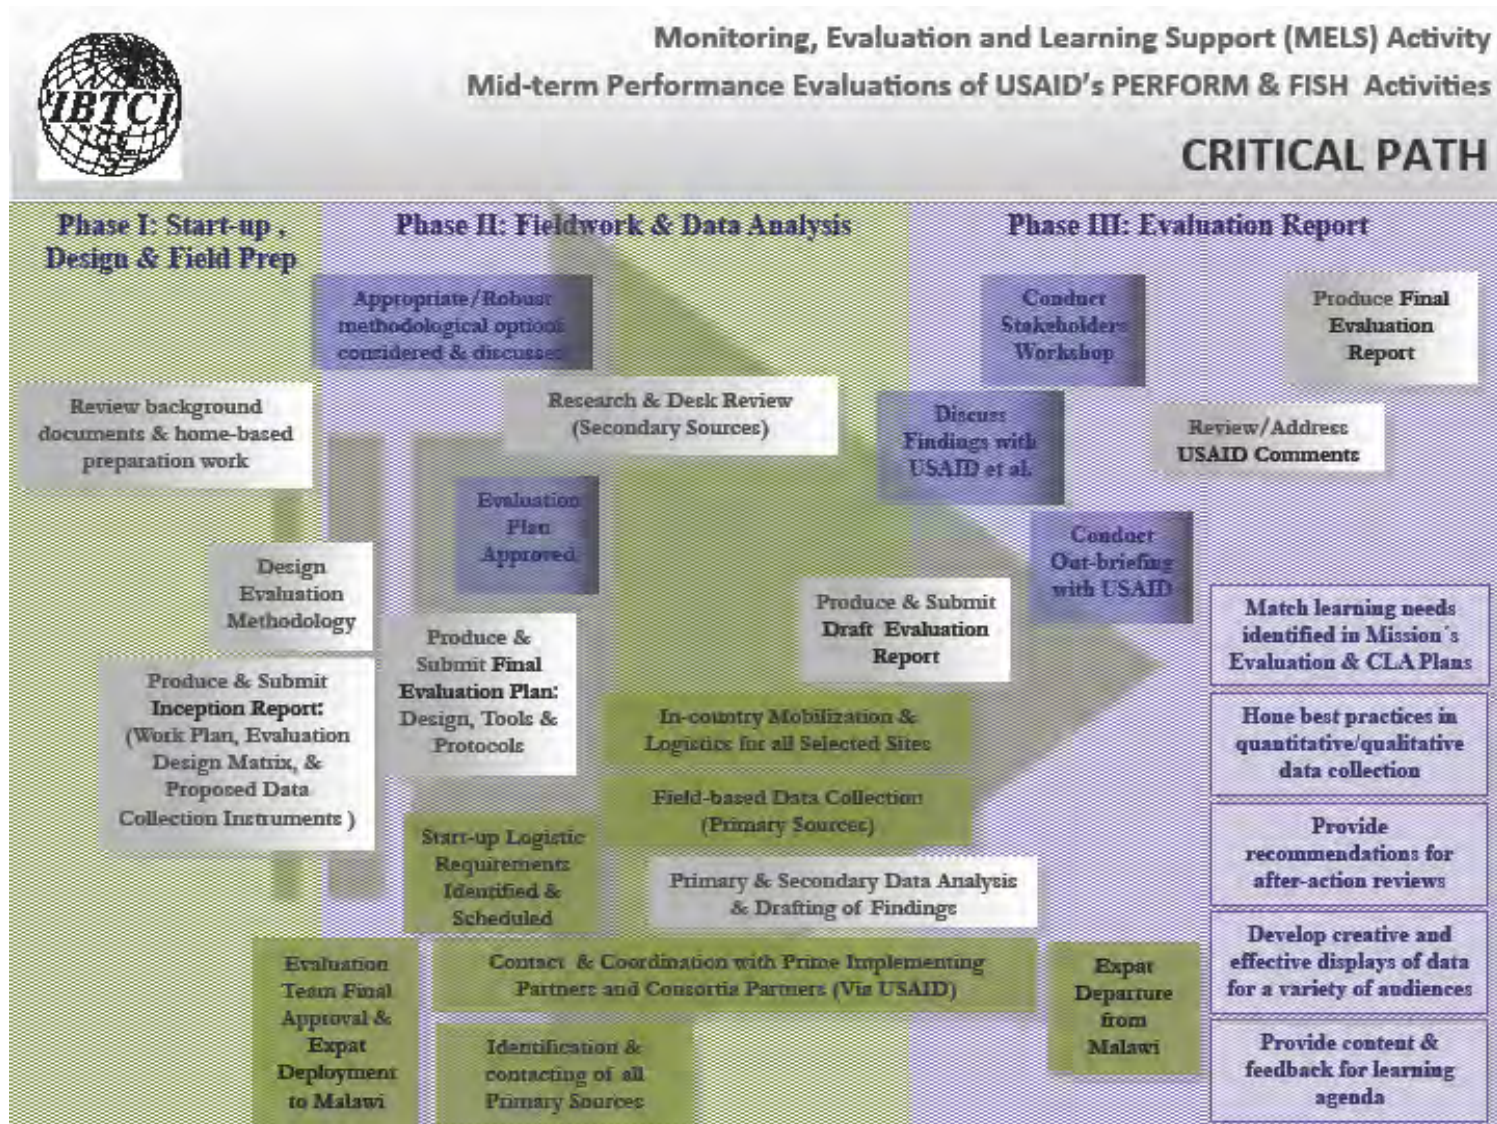 IBTCI
Monitoring, Evaluation and Learning Support (MELS) Activity
Mid-term Performance Evaluations of USAID's PERFORM & FISH Activities
CRITICAL PATH
Phase I: Start-up ,
Design & Field Prep
Phase II: Fieldwork & Data Analysis
Phase III: Evaluation Report
Appropriate/Robust
methodological options
considered & discussed
Conduct
Stakeholders
Workshop
Produce Final
Evaluation
Report
Review background
documents & home-based
preparation work
Research & Desk Review
(Secondary Sources)
Discuss
Findings with
USAID et al.
Review/Address
USAID Comments
Evaluation
Plan
Approved
Conduct
Out-briefing
with USAID
Design
Evaluation
Methodology
Produce & Submit
Draft Evaluation
Report
Produce &
Submit Final
Evaluation Plan:
Design, Tools &
Protocols
Produce & Submit
Inception Report:
(Work Plan, Evaluation
Design Matrix, &
Proposed Data
Collection Instruments )
In-country Mobilization &
Logistics for all Selected Sites
Field-based Data Collection
(Primary Sources)
Start-up Logistic
Requirements
Identified &
Scheduled
Primary & Secondary Data Analysis
& Drafting of Findings
Evaluation
Team Final
Approval &
Expat
Deployment
to Malawi
Contact & Coordination with Prime Implementing
Partners and Consortia Partners (Via USAID)
Identification &
contacting of all
Primary Sources
Expat
Departure
from
Malawi
Match learning needs
identified in Mission´s
Evaluation & CLA Plans
Hone best practices in
quantitative/qualitative
data collection
Provide
recommendations for
after-action reviews
Develop creative and
effective displays of data
for a variety of audiences
Provide content &
feedback for learning
agenda